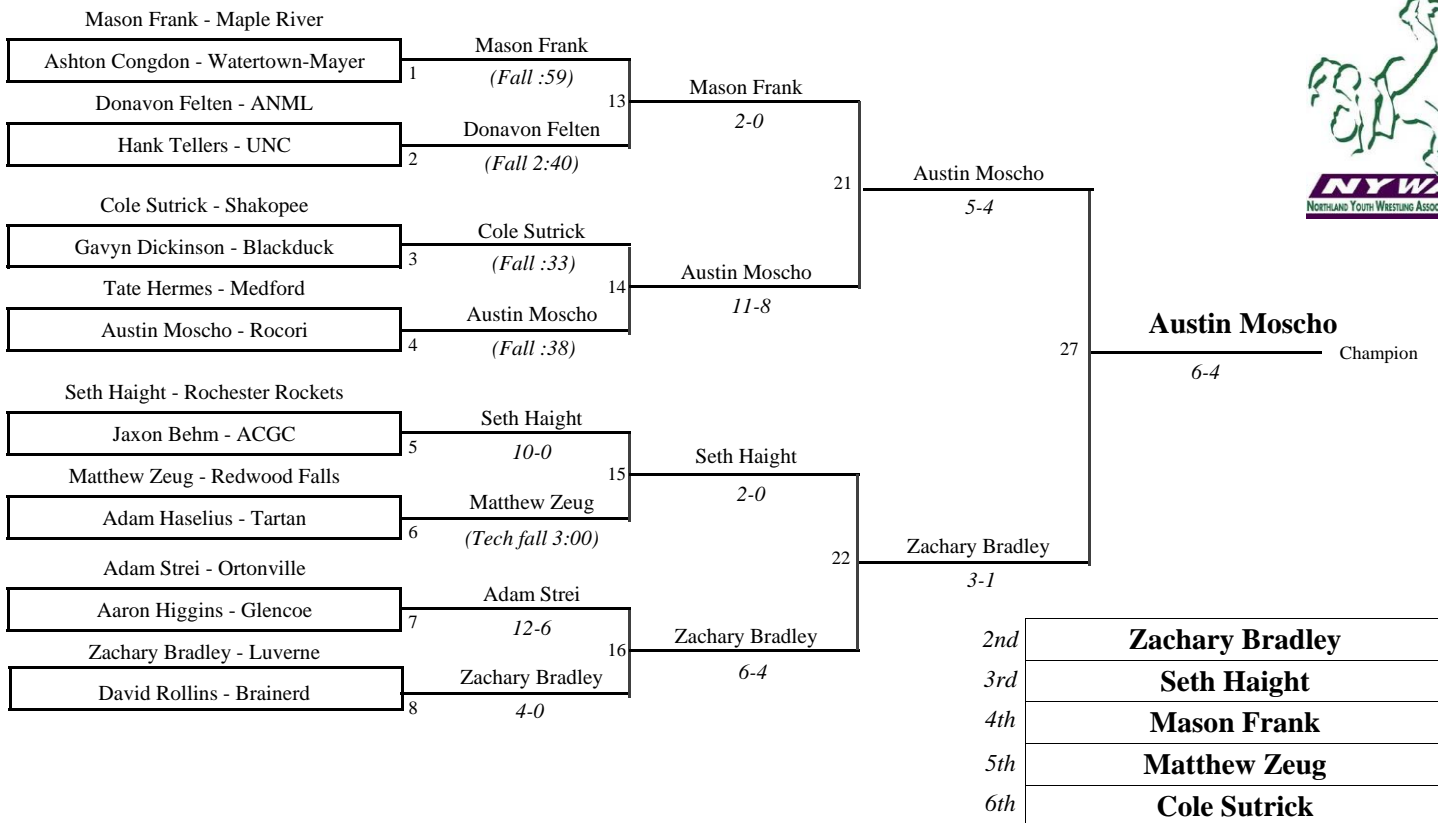 Mason Frank - Maple River
Ashton Congdon - Watertown-Mayer
1
Mason Frank
(Fall :59)
Donavon Felten - ANML
Hank Tellers - UNC
2
Donavon Felten
(Fall 2:40)
13
Mason Frank
2-0
Cole Sutrick - Shakopee
Gavyn Dickinson - Blackduck
3
Cole Sutrick
(Fall :33)
Tate Hermes - Medford
Austin Moscho - Rocori
4
Austin Moscho
(Fall :38)
14
Austin Moscho
11-8
21
Austin Moscho
5-4
Seth Haight - Rochester Rockets
Jaxon Behm - ACGC
5
Seth Haight
10-0
Matthew Zeug - Redwood Falls
Adam Haselius - Tartan
6
Matthew Zeug
(Tech fall 3:00)
15
Seth Haight
2-0
Adam Strei - Ortonville
Aaron Higgins - Glencoe
7
Adam Strei
12-6
Zachary Bradley - Luverne
David Rollins - Brainerd
8
Zachary Bradley
4-0
16
Zachary Bradley
6-4
22
Zachary Bradley
3-1
27
Austin Moscho
6-4
Champion
NYW
NORTHLAND YOUTH WRESTLING
2nd Zachary Bradley
3rd Seth Haight
4th Mason Frank
5th Matthew Zeug
6th Cole Sutrick